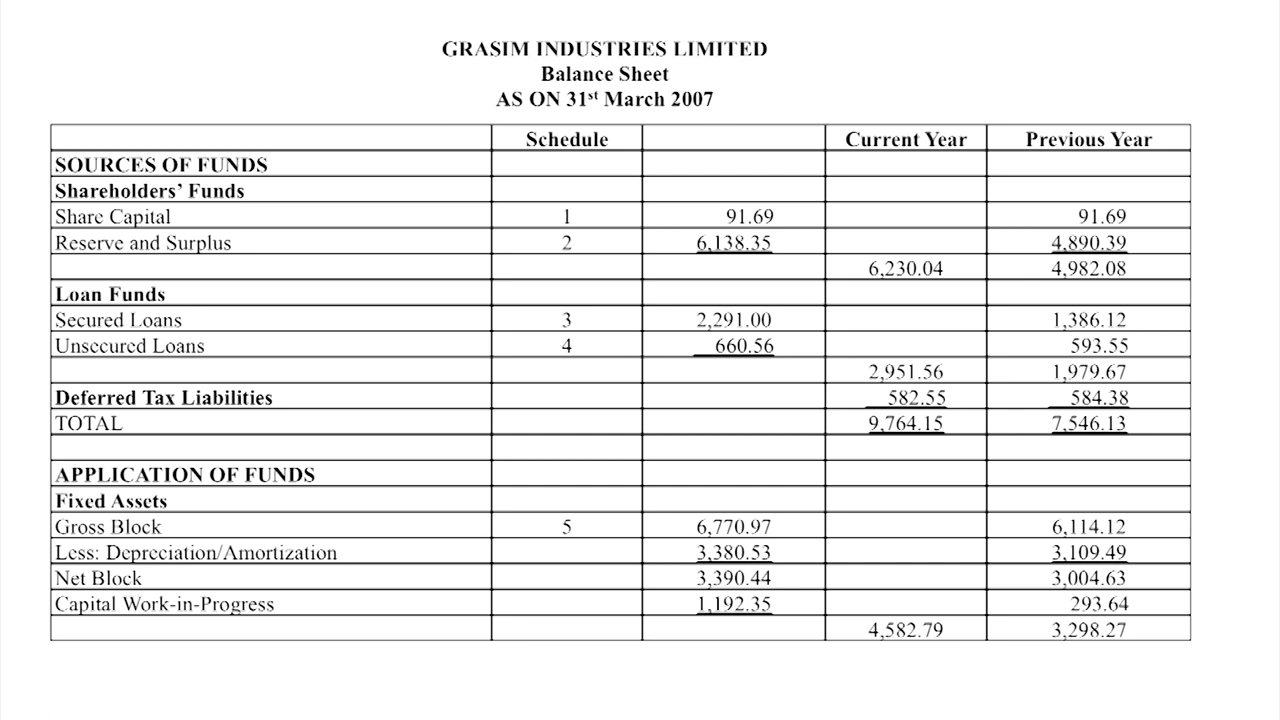 GRASIM INDUSTRIES LIMITED
Balance Sheet
AS ON 31st March 2007
Schedule Current Year Previous Year
SOURCES OF FUNDS
Shareholders' Funds
Share Capital 1 91.69 91.69
Reserve and Surplus 2 6,138.35 4,890.39
6,230.04 4,982.08
Loan Funds
Secured Loans 3 2,291.00 1,386.12
Unsecured Loans 4 660.56 593.55
2,951.56 1,979.67
Deferred Tax Liabilities 582.55 584.38
TOTAL 9,764.15 7,546.13
APPLICATION OF FUNDS
Fixed Assets
Gross Block 5 6,770.97 6,114.12
Less: Depreciation/Amortization 3,380.53 3,109.49
Net Block 3,390.44 3,004.63
Capital Work-in-Progress 1,192.35 293.64
4,582.79 3,298.27